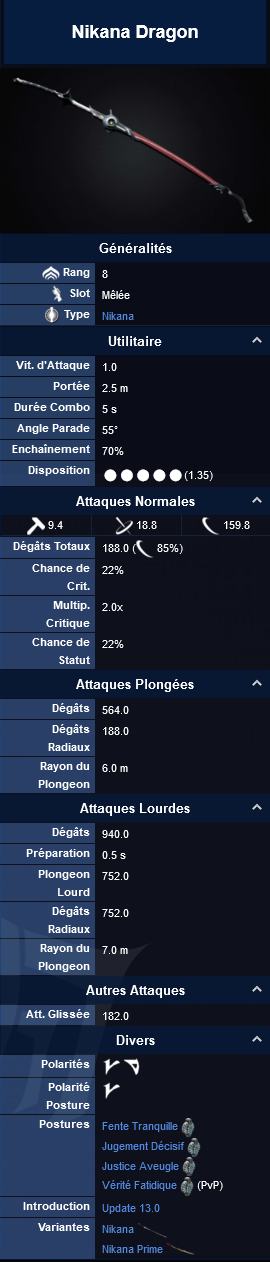 Nikana Dragon
Généralités
Rang 8
Slot Mêlée
Type Nikana
Utilitaire
Vit. d'Attaque 1.0
Portée 2.5 m
Durée Combo 5 s
Angle Parade 55°
Enchaînement 70%
Disposition (1.35)
Attaques Normales
9.4 18.8 159.8
Dégâts Totaux 188.0 ( 85%)
Chance de 22%
Crit.
Multip. 2.0x
Critique
Chance de 22%
Statut
Attaques Plongées
Dégâts 564.0
Dégâts 188.0
Radiaux
Rayon du 6.0 m
Plongeon
Attaques Lourdes
Dégâts 940.0
Préparation 0.5 s
Plongeon 752.0
Lourd
Dégâts 752.0
Radiaux
Rayon du 7.0 m
Plongeon
Autres Attaques
Att. Glissée 182.0
Divers
Polarités
Polarité
Posture
Postures Fente Tranquille
Jugement Décisif
Justice Aveugle
Vérité Fatidique (PvP)
Introduction Update 13.0
Variantes Nikana
Nikana Prime